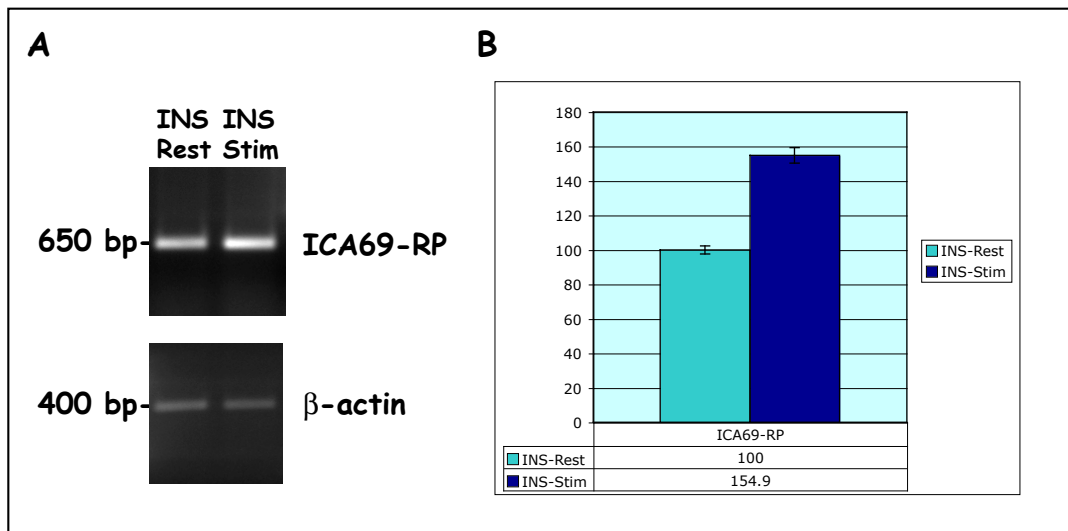 A
INS INS
Rest Stim
650 bp- ICA69-RP
400 bp- β-actin
B
180
160
140
120
100
80
60
40
20
0
ICA69-RP
INS-Rest 100
INS-Stim 154.9
INS-Rest
INS-Stim